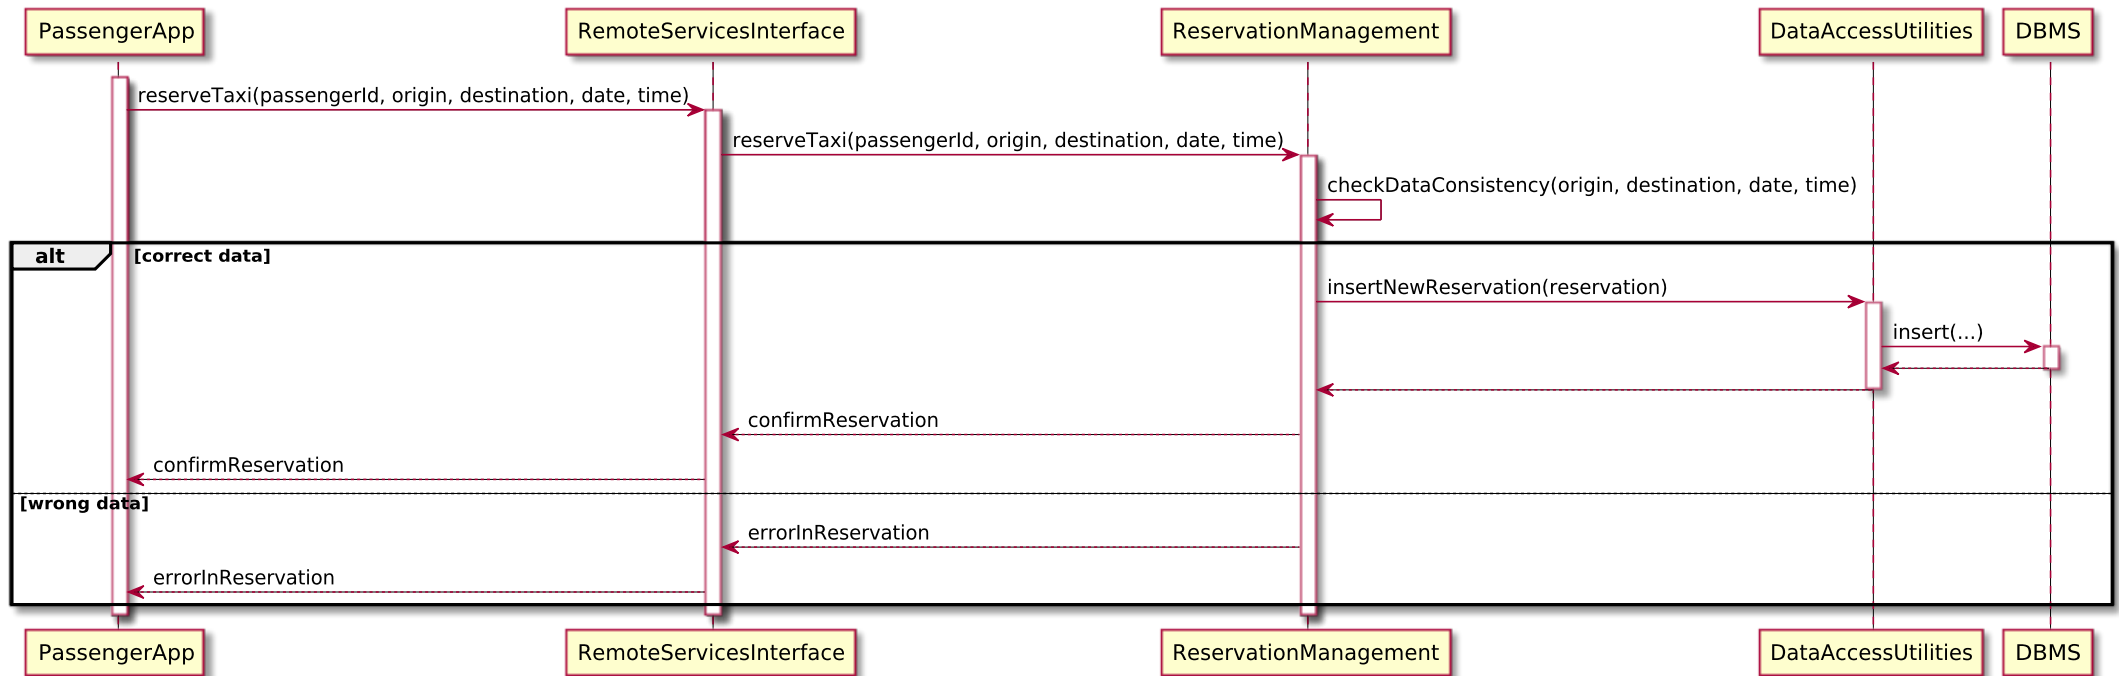 PassengerApp
RemoteServicesInterface
ReservationManagement
DataAccessUtilities
DBMS
reserveTaxi(passengerId, origin, destination, date, time)
reserveTaxi(passengerId, origin, destination, date, time)
checkDataConsistency(origin, destination, date, time)
alt
[correct data]
insertNewReservation(reservation)
insert(...)
confirmReservation
confirmReservation
[wrong data]
errorInReservation
errorInReservation
PassengerApp
RemoteServicesInterface
ReservationManagement
DataAccessUtilities
DBMS